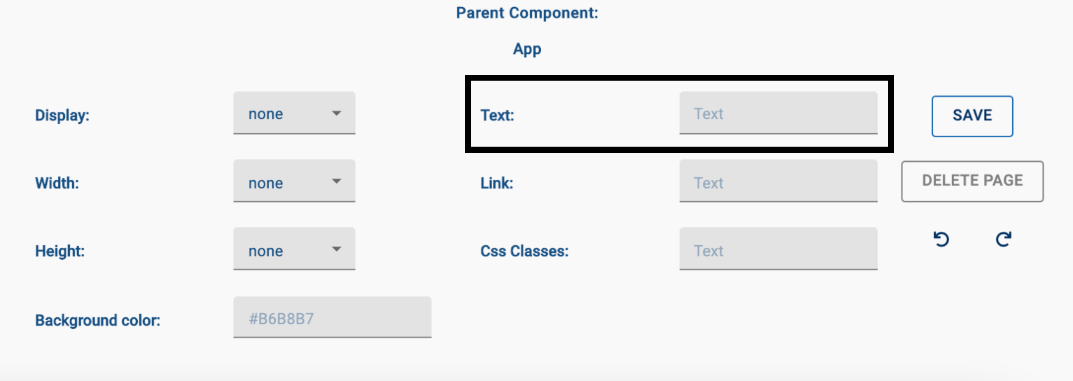 Parent Component:
App
Display: none Text: Text SAVE
Width: none Link: Text DELETE PAGE
Height: none Css Classes: Text
Background color: #B6B8B7